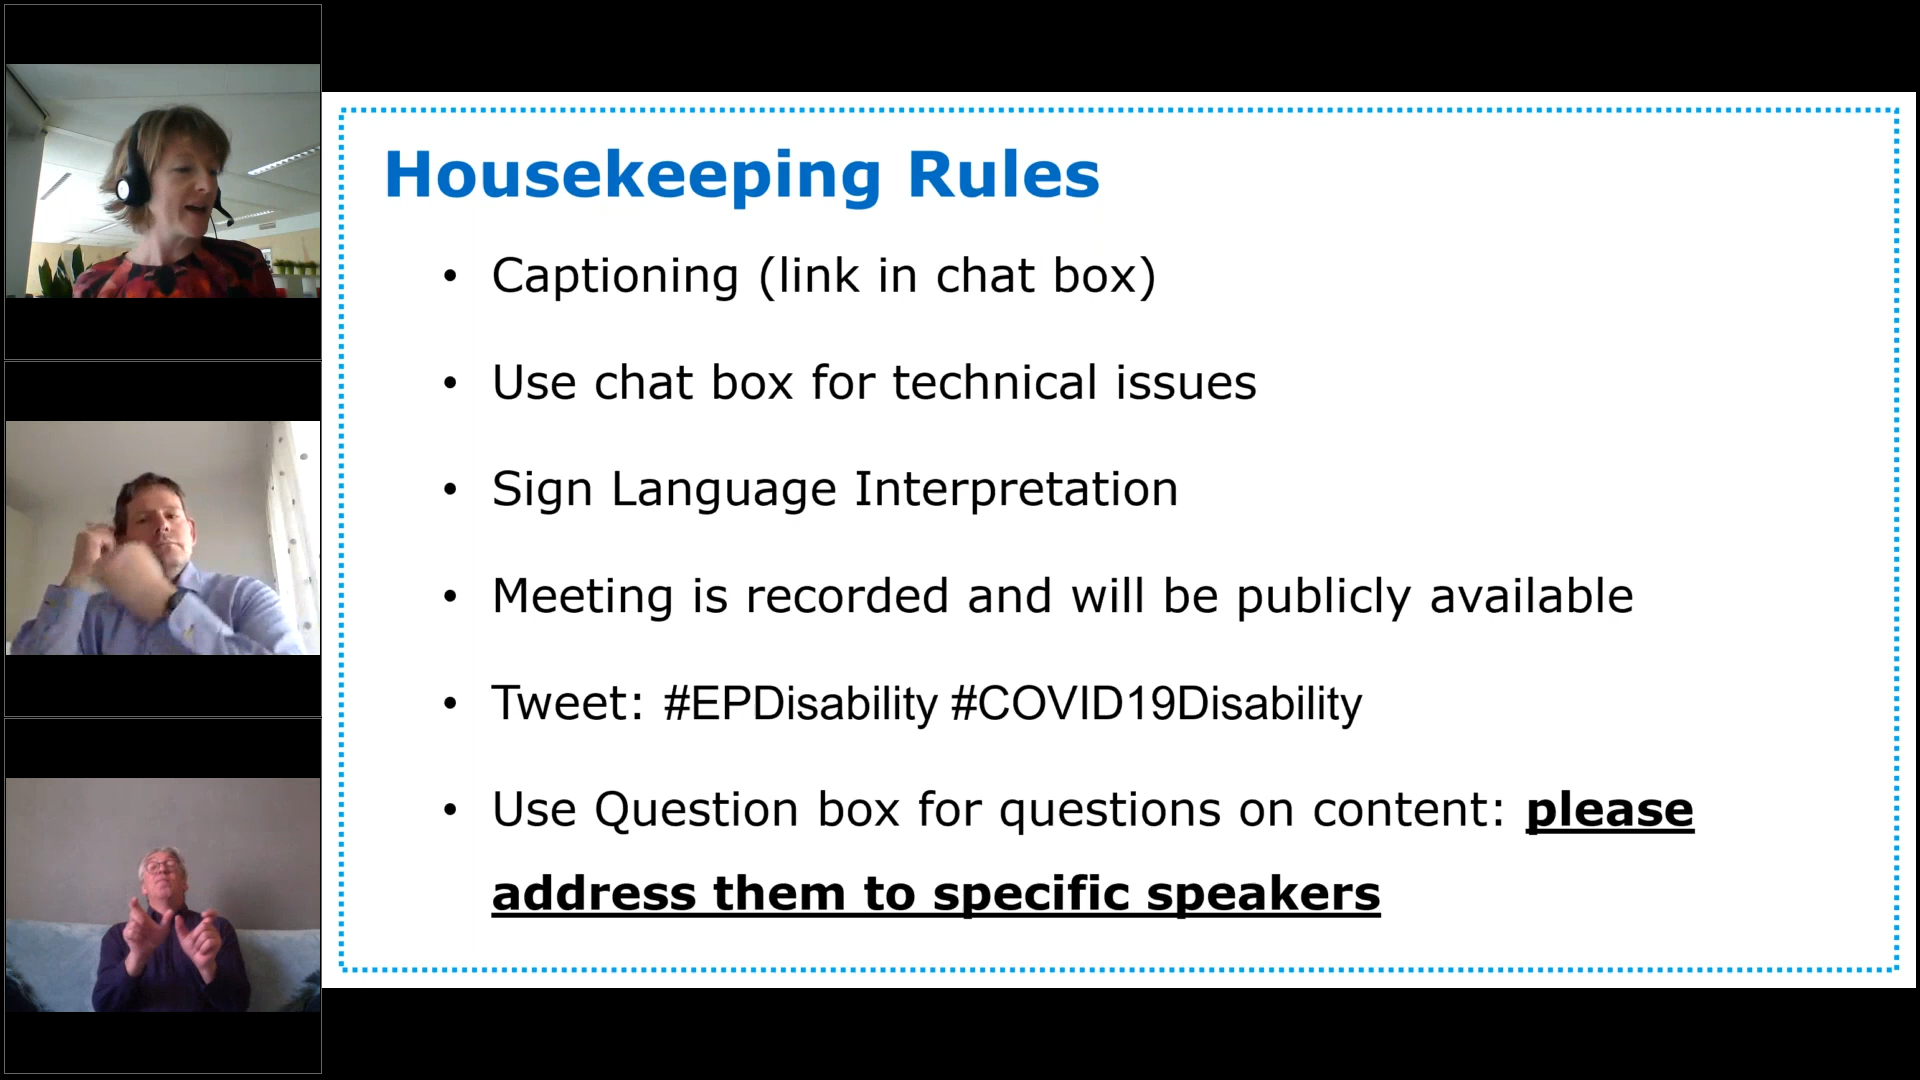 Housekeeping Rules
• Captioning (link in chat box)
• Use chat box for technical issues
• Sign Language Interpretation
• Meeting is recorded and will be publicly available
• Tweet: #EPDisability #COVID19Disability
• Use Question box for questions on content: please
address them to specific speakers